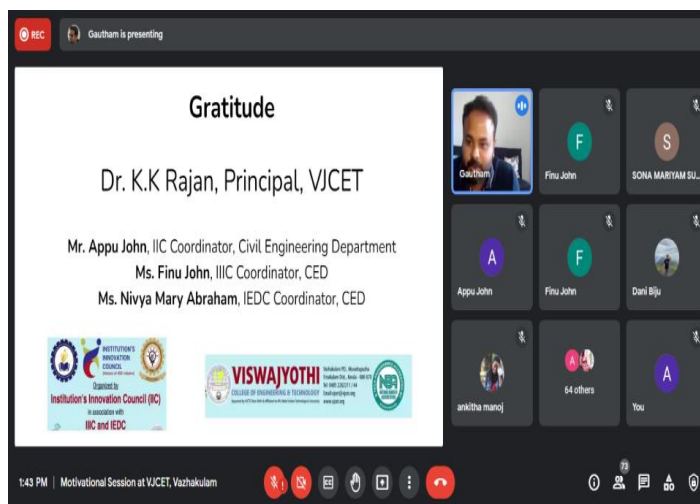 REC
Gautham is presenting
Gratitude
Dr. K.K Rajan, Principal, VJCET
Mr. Appu John, IIC Coordinator, Civil Engineering Department
Ms. Finu John, IIIC Coordinator, CED
Ms. Nivya Mary Abraham, IEDC Coordinator, CED
INSTITUTION'S
INNOVATION
COUNCIL
Organized by
Institution's Innovation Council (IIC)
in association with
IIC and IEDC
VISWAJYOTHI
COLLEGE OF ENGINEERING & TECHNOLOGY
NBA
Gautham
F
Finu John
S
SONA MARIYAM SU...
A
Appu John
F
Finu John
Dani Biju
ankitha manoj
A
64 others
A
You
1:43 PM | Motivational Session at VJCET, Vazhakulam
73